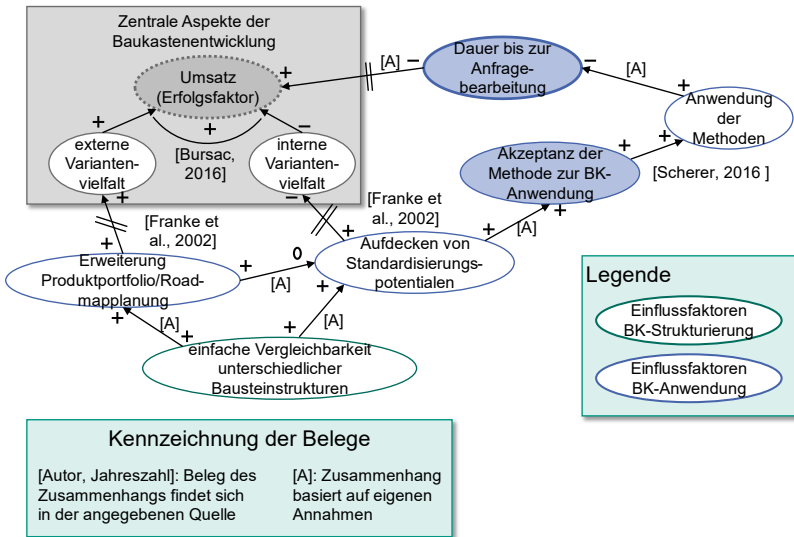 Zentrale Aspekte der
Baukastenentwicklung
Umsatz
(Erfolgsfaktor)
+
[A]
–
Dauer bis zur
Anfrage-
bearbeitung
–
[A]
+
Anwendung
der
Methoden
+
+
–
[Bursac,
2016]
externe
Varianten-
vielfalt
interne
Varianten-
vielfalt
Akzeptanz der
Methode zur BK-
Anwendung
+
+
[Scherer, 2016 ]
+
[Franke et
al., 2002]
+
–
[Franke et
al., 2002]
+
+
[A]
+
Erweiterung
Produktportfolio/Road-
mapplanung
+
[A]
0
Aufdecken von
Standardisierungs-
potentialen
+
[A]
+
+
[A]
+
einfache Vergleichbarkeit
unterschiedlicher
Bausteinstrukturen
Legende
Einflussfaktoren
BK-Strukturierung
Einflussfaktoren
BK-Anwendung
Kennzeichnung der Belege
[Autor, Jahreszahl]: Beleg des
Zusammenhangs findet sich
in der angegebenen Quelle
[A]: Zusammenhang
basiert auf eigenen
Annahmen